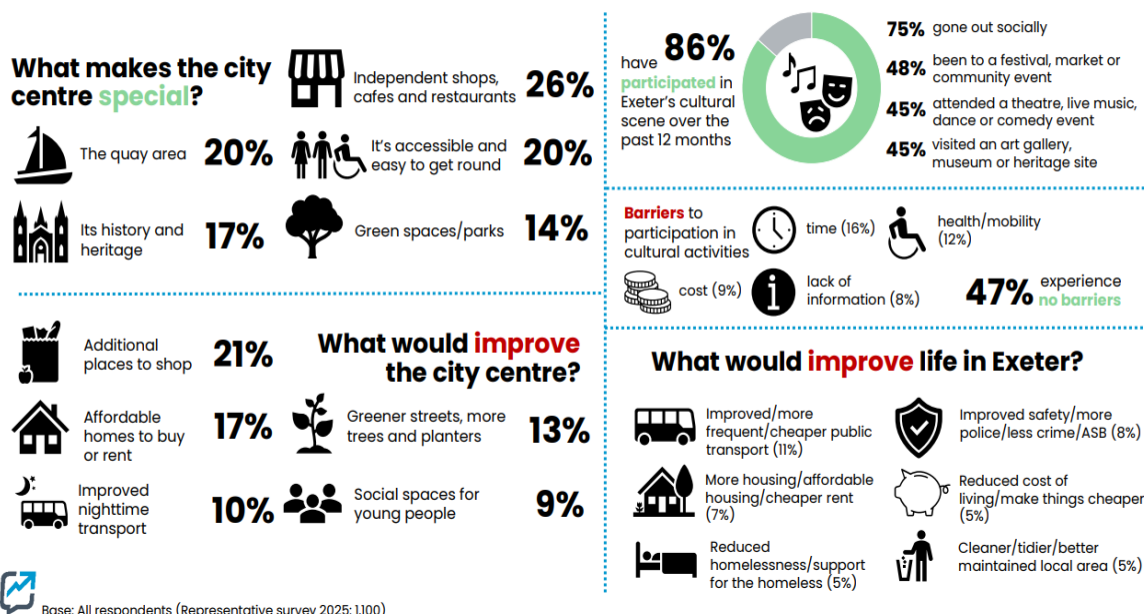 What makes the city
centre special?
Independent shops,
cafes and restaurants
26%
The quay area
20%
It's accessible and
easy to get round
20%
Its history and
heritage
17%
Green spaces/parks
14%
Additional
places to shop
21%
What would improve
the city centre?
Affordable
homes to buy
or rent
17%
Greener streets, more
trees and planters
13%
Improved
nighttime
transport
10%
Social spaces for
young people
9%
Base: All respondents (Representative survey 2025: 1,100)
have 86%
participated in
Exeter's cultural
scene over the
past 12 months
75% gone out socially
48% been to a festival, market or
community event
45% attended a theatre, live music,
dance or comedy event
45% visited an art gallery,
museum or heritage site
Barriers to
participation in
cultural activities
time (16%)
health/mobility
(12%)
cost (9%)
lack of
information (8%)
47% experience
no barriers
What would improve life in Exeter?
Improved/more
frequent/cheaper public
transport (11%)
Improved safety/more
police/less crime/ASB (8%)
More housing/affordable
housing/cheaper rent
(7%)
Reduced cost of
living/make things cheaper
(5%)
Reduced
homelessness/support
for the homeless (5%)
Cleaner/tidier/better
maintained local area (5%)